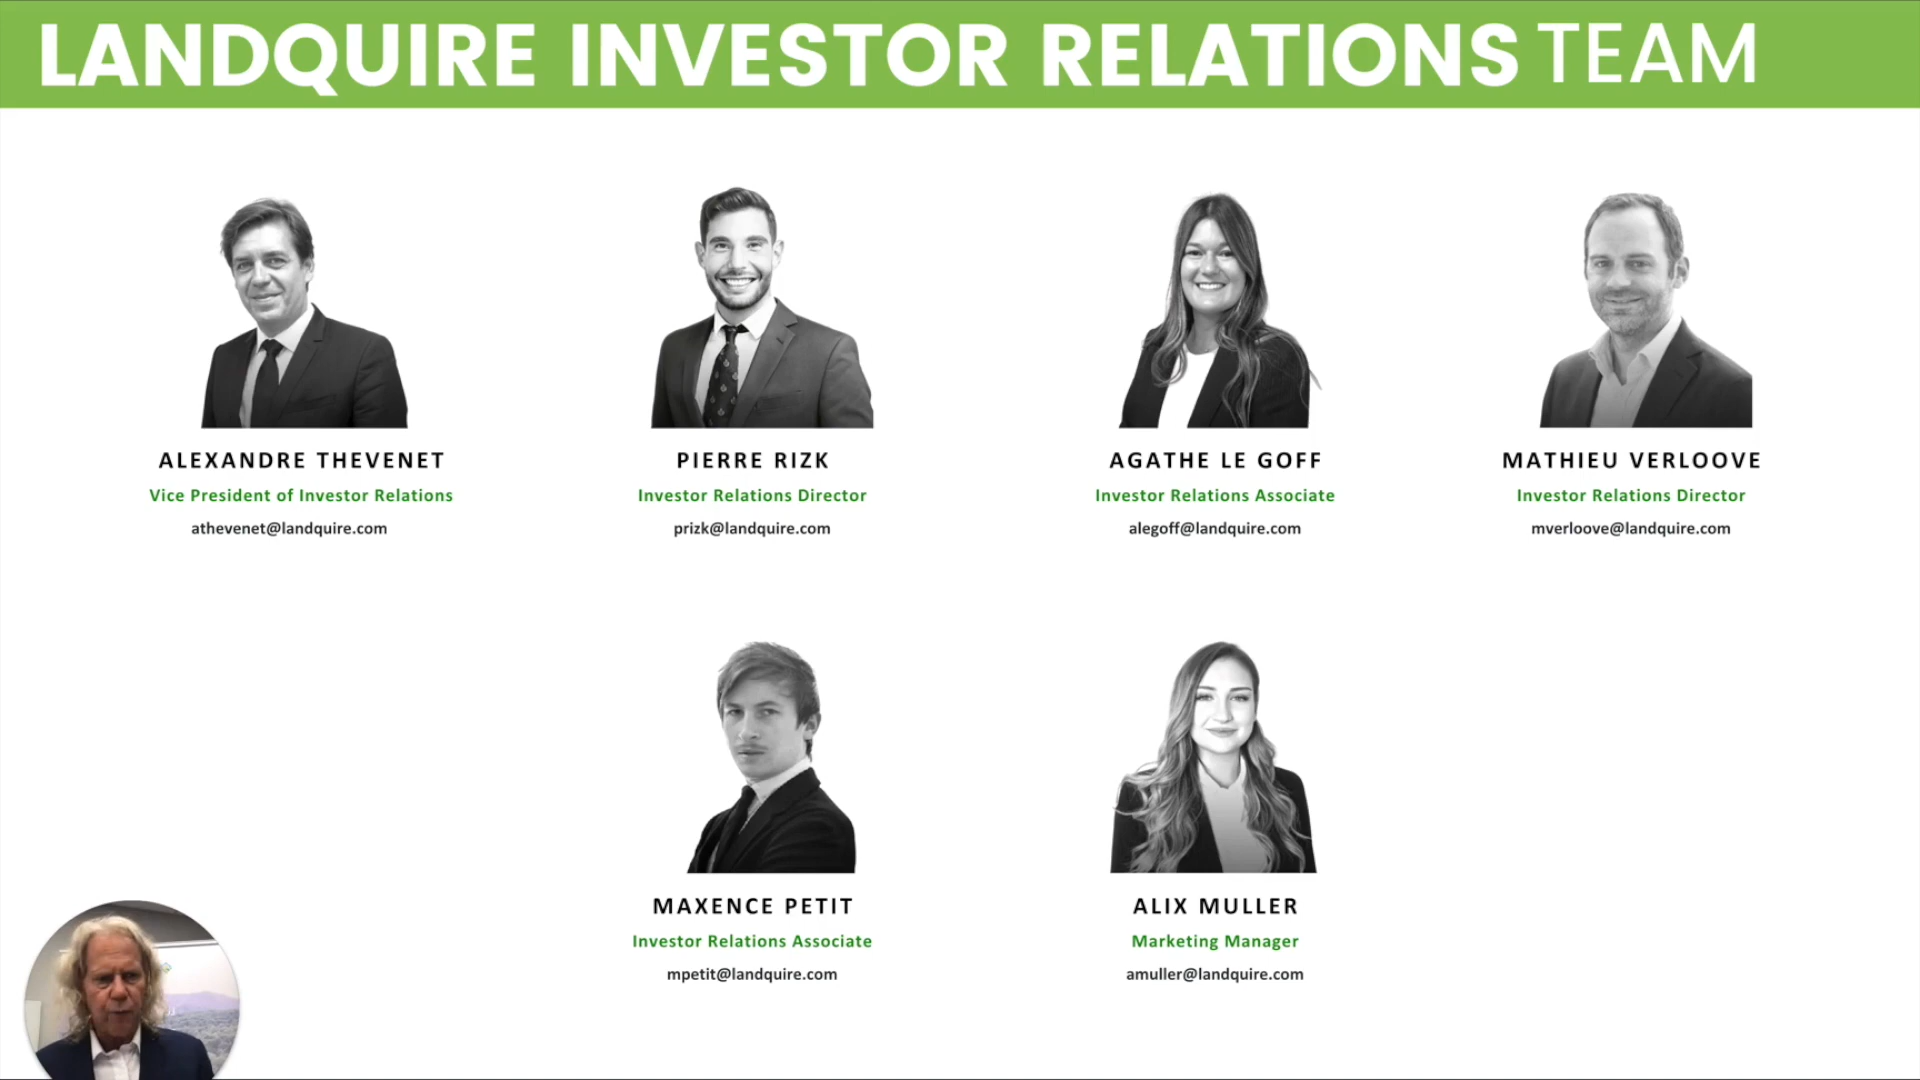 LANDQUIRE INVESTOR RELATIONS TEAM
ALEXANDRE THEVENET
Vice President of Investor Relations
athevenet@landquire.com
PIERRE RIZK
Investor Relations Director
prizk@landquire.com
AGATHE LE GOFF
Investor Relations Associate
alegoff@landquire.com
MATHIEU VERLOOVE
Investor Relations Director
mverloove@landquire.com
MAXENCE PETIT
Investor Relations Associate
mpetit@landquire.com
ALIX MULLER
Marketing Manager
amuller@landquire.com